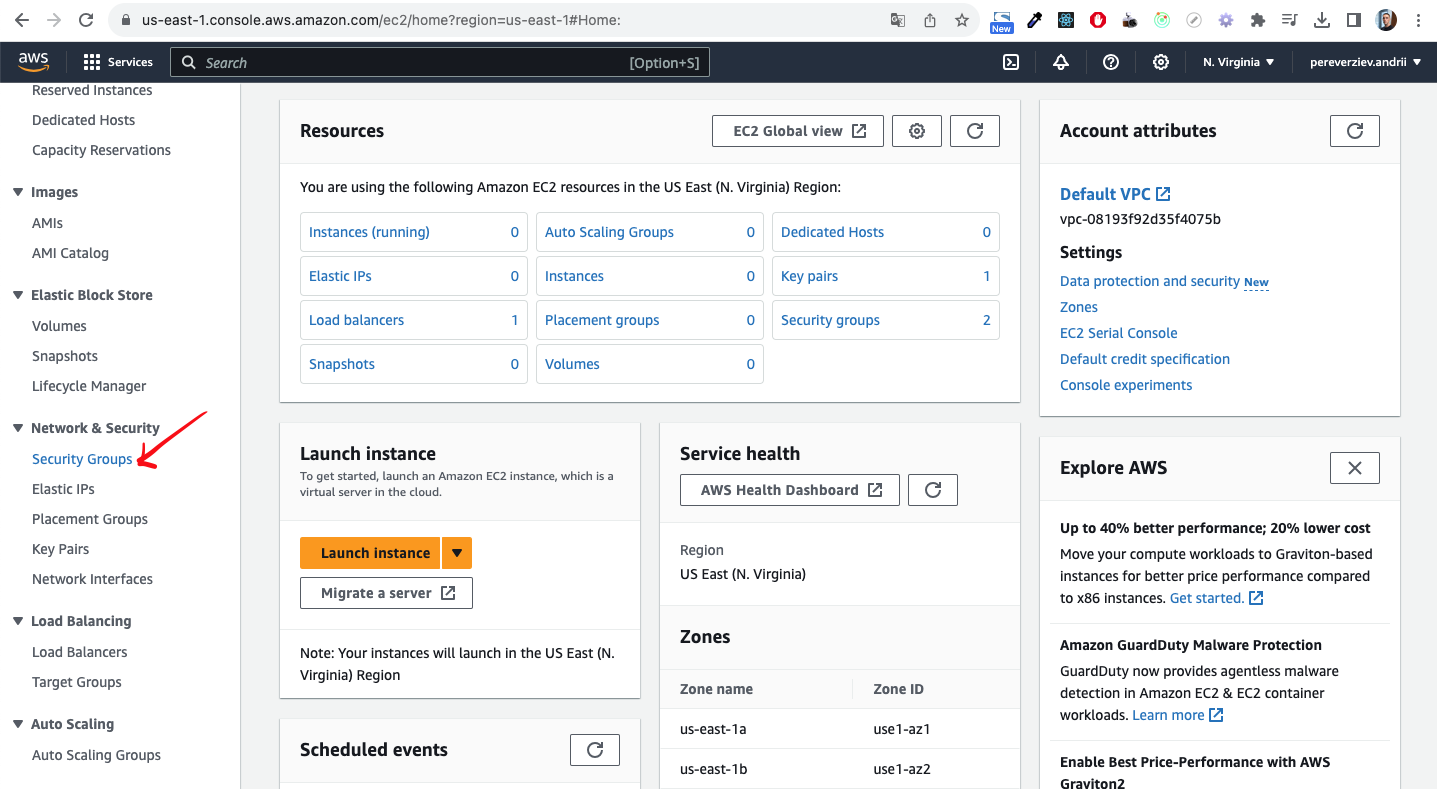 us-east-1.console.aws.amazon.com/ec2/home?region=us-east-1#Home:
New
aws
Services
Search
[Option+S]
N. Virginia
pereverziev.andrii
Reserved Instances
Dedicated Hosts
Capacity Reservations
Images
AMIs
AMI Catalog
Elastic Block Store
Volumes
Snapshots
Lifecycle Manager
Network & Security
Security Groups
Elastic IPs
Placement Groups
Key Pairs
Network Interfaces
Load Balancing
Load Balancers
Target Groups
Auto Scaling
Auto Scaling Groups
Resources
EC2 Global view
You are using the following Amazon EC2 resources in the US East (N. Virginia) Region:
Instances (running) 0
Auto Scaling Groups 0
Dedicated Hosts 0
Elastic IPs 0
Instances 0
Key pairs 1
Load balancers 1
Placement groups 0
Security groups 2
Snapshots 0
Volumes 0
Launch instance
To get started, launch an Amazon EC2 instance, which is a
virtual server in the cloud.
Launch instance
Migrate a server
Note: Your instances will launch in the US East (N.
Virginia) Region
Scheduled events
Service health
AWS Health Dashboard
Region
US East (N. Virginia)
Zones
Zone name Zone ID
us-east-1a use1-az1
us-east-1b use1-az2
Account attributes
Default VPC
vpc-08193f92d35f4075b
Settings
Data protection and security New
Zones
EC2 Serial Console
Default credit specification
Console experiments
Explore AWS
Up to 40% better performance; 20% lower cost
Move your compute workloads to Graviton-based
instances for better price performance compared
to x86 instances. Get started.
Amazon GuardDuty Malware Protection
GuardDuty now provides agentless malware
detection in Amazon EC2 & EC2 container
workloads. Learn more
Enable Best Price-Performance with AWS
Graviton2